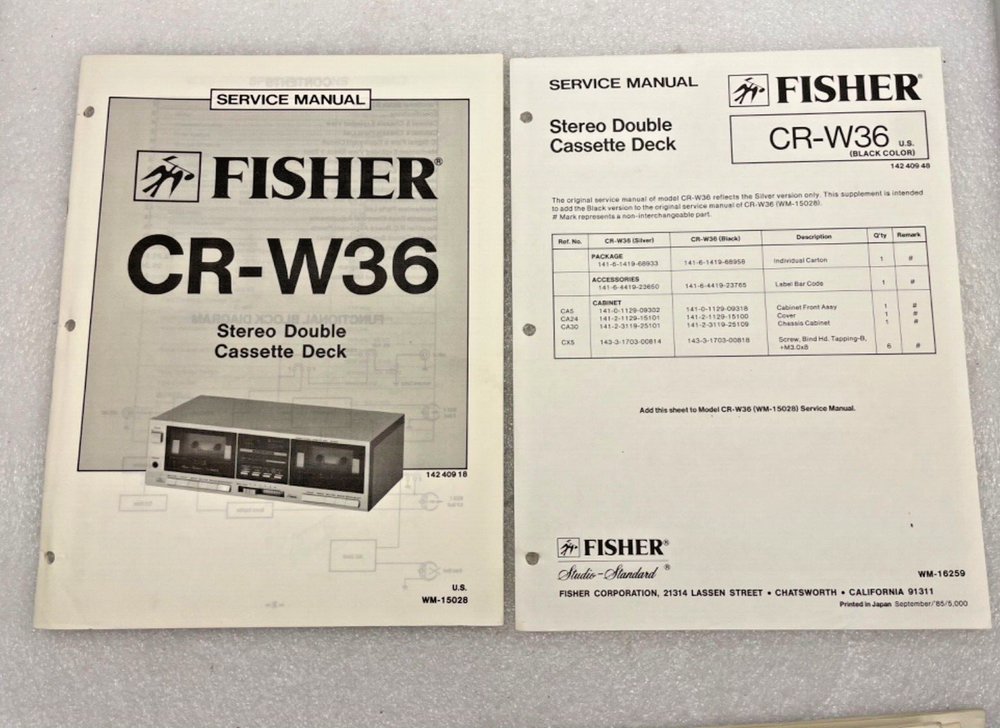 SERVICE MANUAL
FISHER®
CR-W36
Stereo Double
Cassette Deck
142 409 18
U.S.
WM-15028
SERVICE MANUAL
FISHER®
Stereo Double
Cassette Deck
CR-W36 U.S.
(BLACK COLOR)
142 409 48
The original service manual of model CR-W36 reflects the Silver version only. This supplement is intended
to add the Black version to the original service manual of CR-W36 (WM-15028).
# Mark represents a non-interchangeable part.
Ref. No. CR-W36 (Silver) CR-W36 (Black) Description Q'ty Remark
PACKAGE
141-6-1419-68933 141-6-1419-68958 Individual Carton 1 #
ACCESSORIES
141-6-4419-23650 141-6-4419-23765 Label Bar Code 1 #
CABINET
CA5 141-0-1129-09302 141-0-1129-09318 Cabinet Front Assy 1 #
CA24 141-2-1129-15101 141-2-1129-15100 Cover 1 #
CA30 141-2-3119-25101 141-2-3119-25109 Chassis Cabinet 1 #
CX5 143-3-1703-00814 143-3-1703-00818 Screw, Bind Hd. Tapping-B,
+M3.0x8 6 #
Add this sheet to Model CR-W36 (WM-15028) Service Manual.
FISHER®
Studio-Standard®
WM-16259
FISHER CORPORATION, 21314 LASSEN STREET • CHATSWORTH • CALIFORNIA 91311
Printed in Japan September/'85/5,000